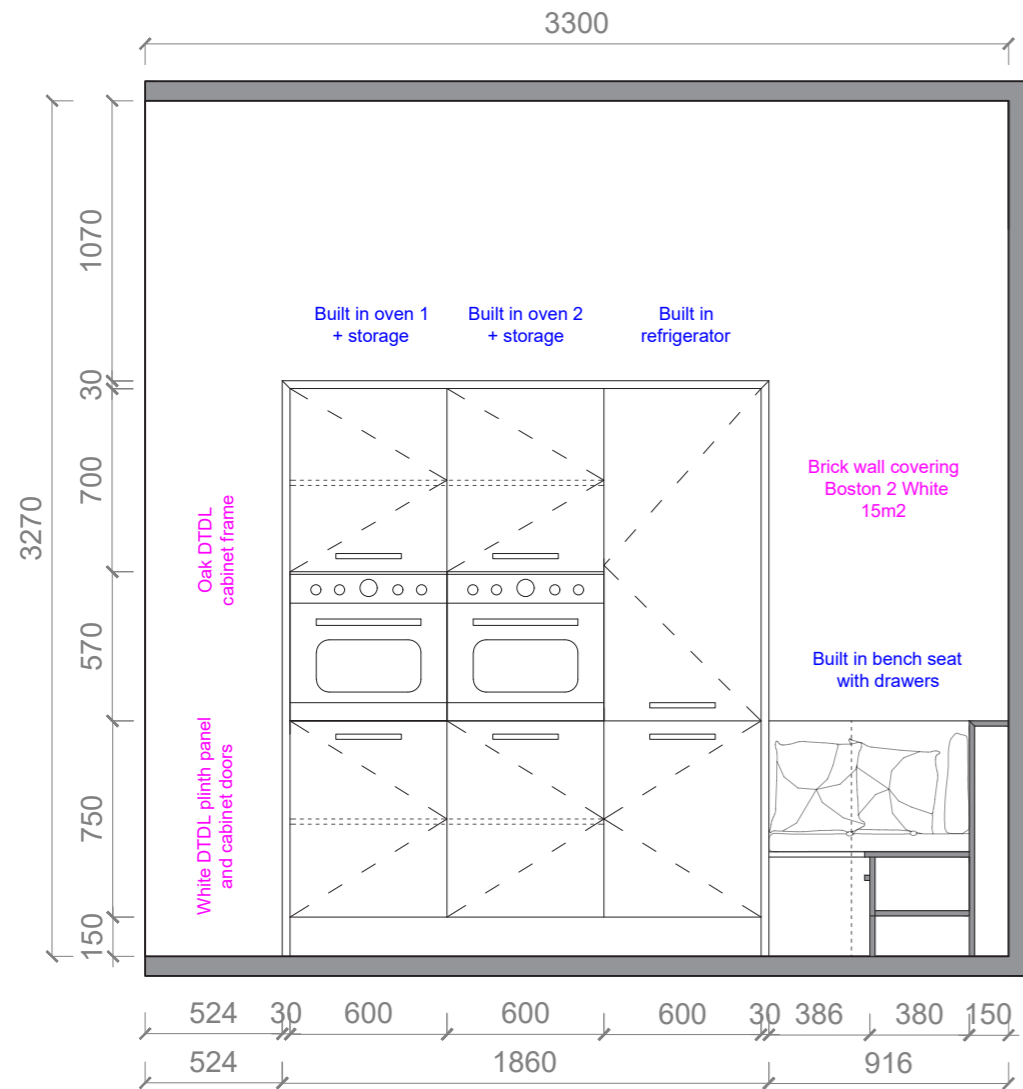 3300
1070
30
700
570
750
150
3270
Built in oven 1
+ storage
Built in oven 2
+ storage
Built in
refrigerator
Oak DTDL
cabinet frame
Brick wall covering
Boston 2 White
15m2
Built in bench seat
with drawers
White DTDL plinth panel
and cabinet doors
524 30 600 600 600 30 386 380 150
524 1860 916